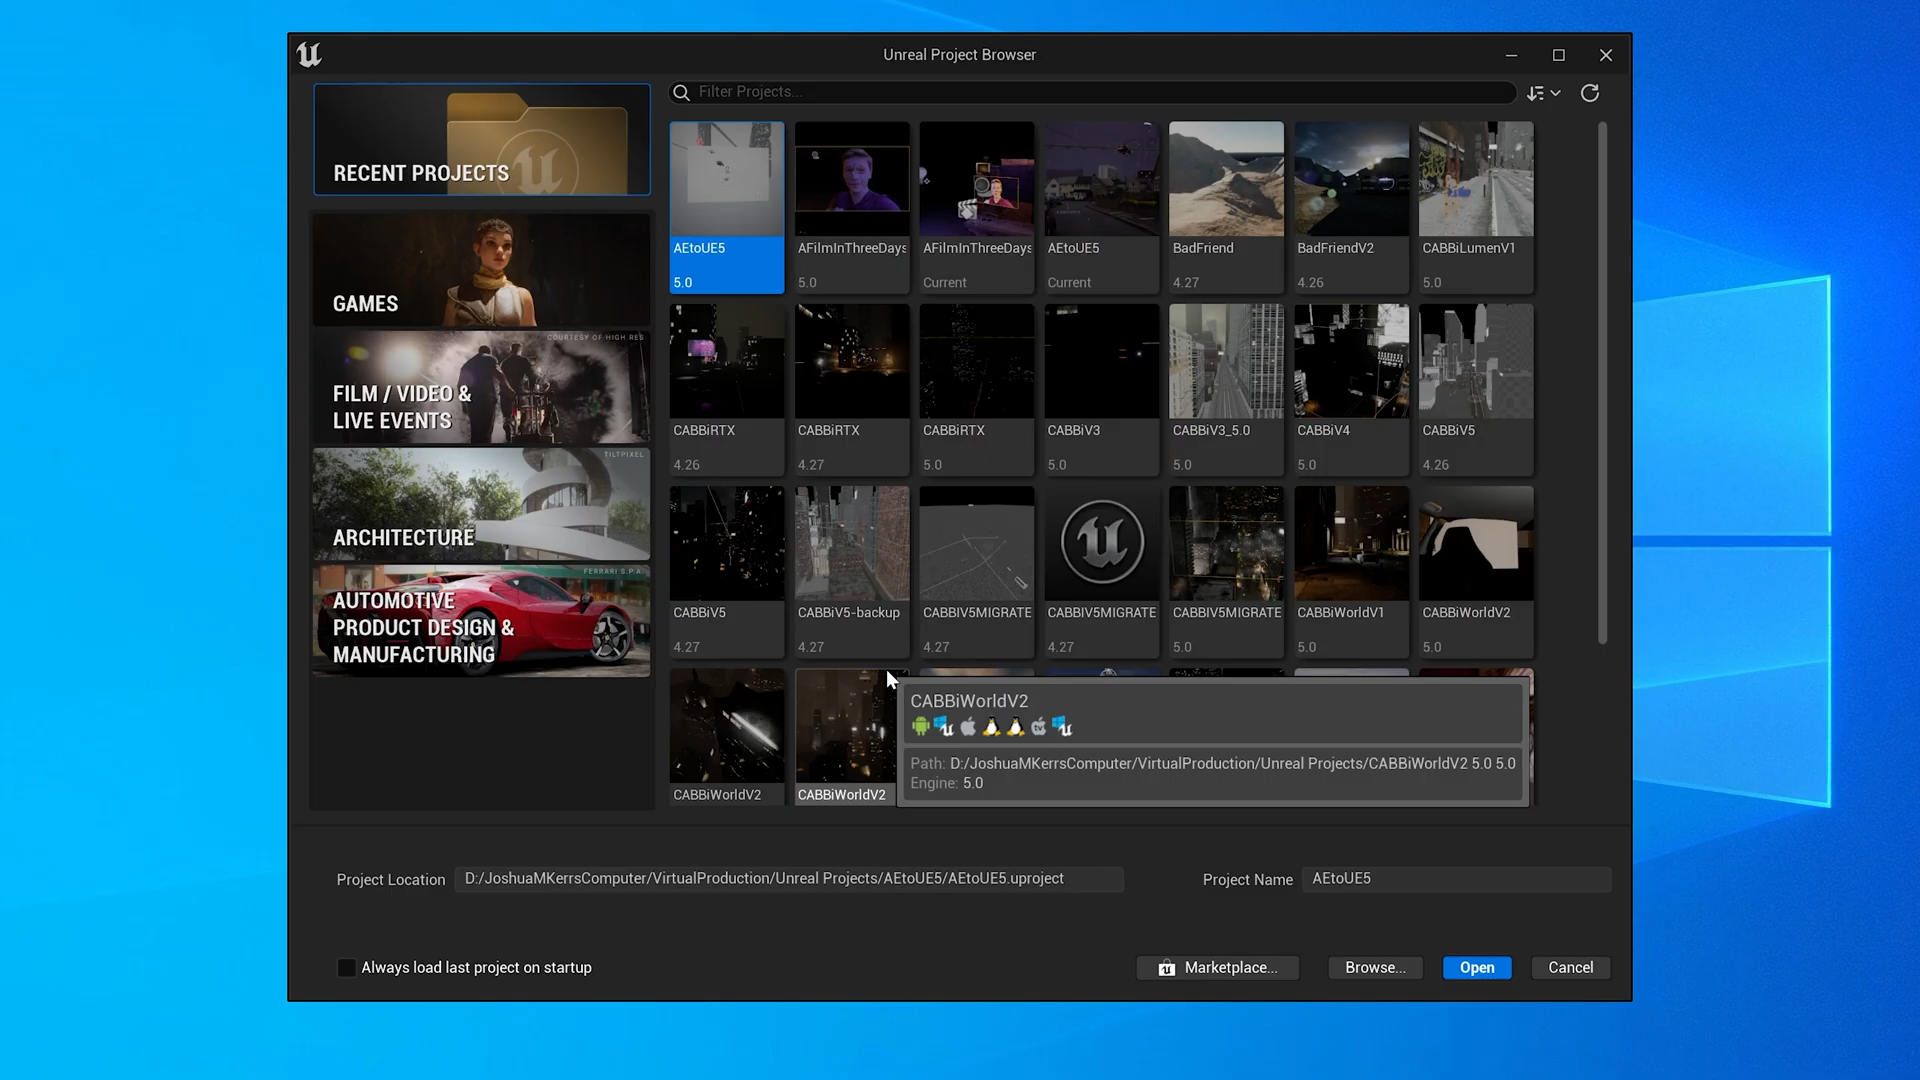 Unreal Project Browser
RECENT PROJECTS
GAMES
COURTESY OF HIGH RES
FILM / VIDEO &
LIVE EVENTS
TILTPIXEL
ARCHITECTURE
FERRARI S.P.A.
AUTOMOTIVE
PRODUCT DESIGN &
MANUFACTURING
Filter Projects...
AEtoUE5
5.0
AFilmInThreeDays
5.0
AFilmInThreeDays
Current
AEtoUE5
Current
BadFriend
4.27
BadFriendV2
4.26
CABBiLumenV1
5.0
CABBiRTX
4.26
CABBiRTX
4.27
CABBiRTX
5.0
CABBiV3
5.0
CABBiV3_5.0
5.0
CABBiV4
5.0
CABBiV5
4.26
CABBiV5
4.27
CABBiV5-backup
4.27
CABBIV5MIGRATE
4.27
CABBIV5MIGRATE
4.27
CABBIV5MIGRATE
5.0
CABBiWorldV1
5.0
CABBiWorldV2
5.0
CABBiWorldV2
CABBiWorldV2
CABBiWorldV2
Path: D:/JoshuaMKerrsComputer/VirtualProduction/Unreal Projects/CABBiWorldV2 5.0 5.0
Engine: 5.0
Project Location D:/JoshuaMKerrsComputer/VirtualProduction/Unreal Projects/AEtoUE5/AEtoUE5.uproject
Project Name AEtoUE5
Always load last project on startup
Marketplace...
Browse...
Open
Cancel